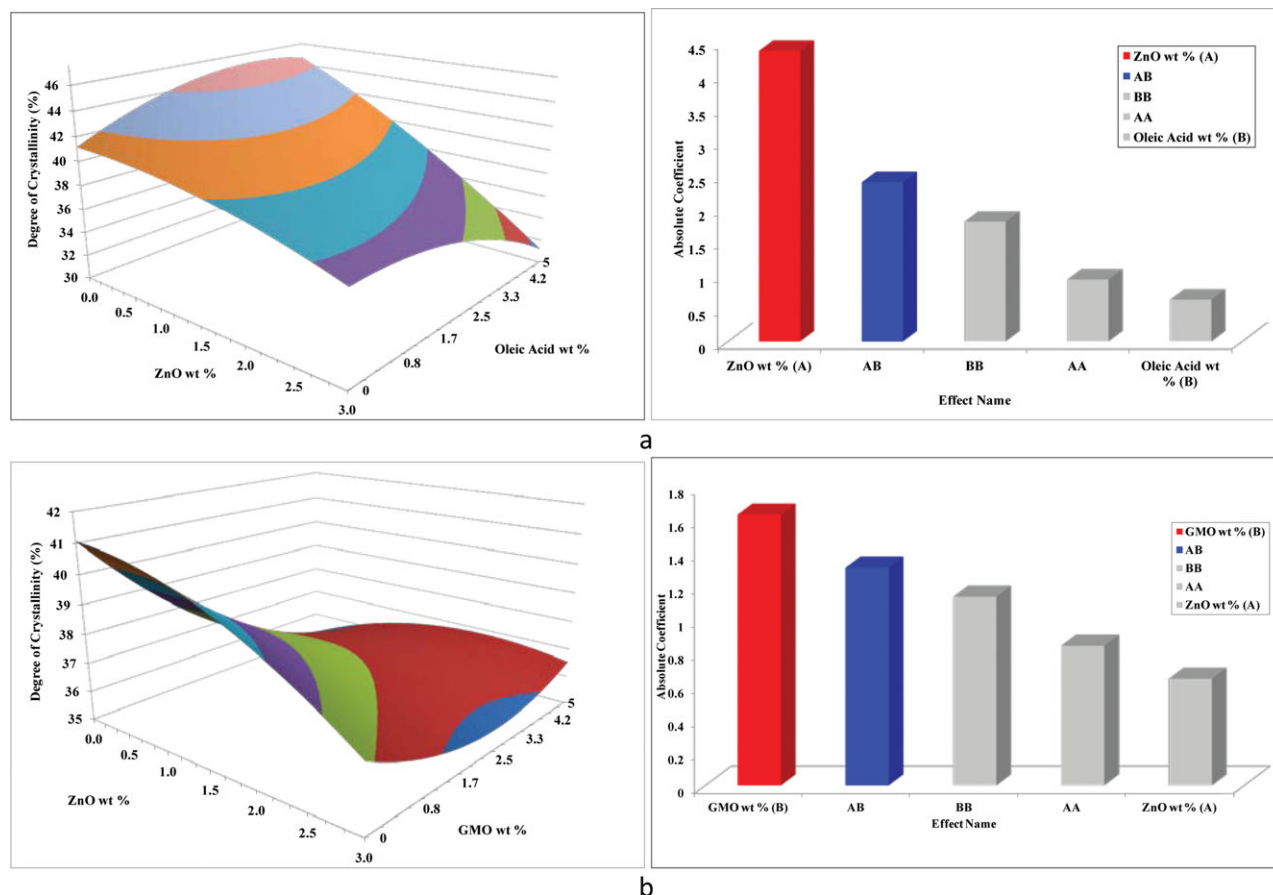 Degree of Crystallinity (%)
46
44
42
40
38
36
34
32
30
0.0
0.5
1.0
1.5
2.0
2.5
3.0
ZnO wt %
0
0.8
1.7
2.5
3.3
4.2
5
Oleic Acid wt %
Absolute Coefficient
4.5
4
3.5
3
2.5
2
1.5
1
0.5
0
ZnO wt % (A)
AB
BB
AA
Oleic Acid wt % (B)
ZnO wt % (A)
AB
BB
AA
Oleic Acid wt
% (B)
Effect Name
a
Degree of Crystallinity (%)
42
41
40
39
38
37
36
35
0.0
0.5
1.0
1.5
2.0
2.5
3.0
ZnO wt %
0
0.8
1.7
2.5
3.3
4.2
5
GMO wt %
Absolute Coefficient
1.8
1.6
1.4
1.2
1
0.8
0.6
0.4
0.2
0
GMO wt % (B)
AB
BB
AA
ZnO wt % (A)
GMO wt % (B)
AB
BB
AA
ZnO wt % (A)
Effect Name
b